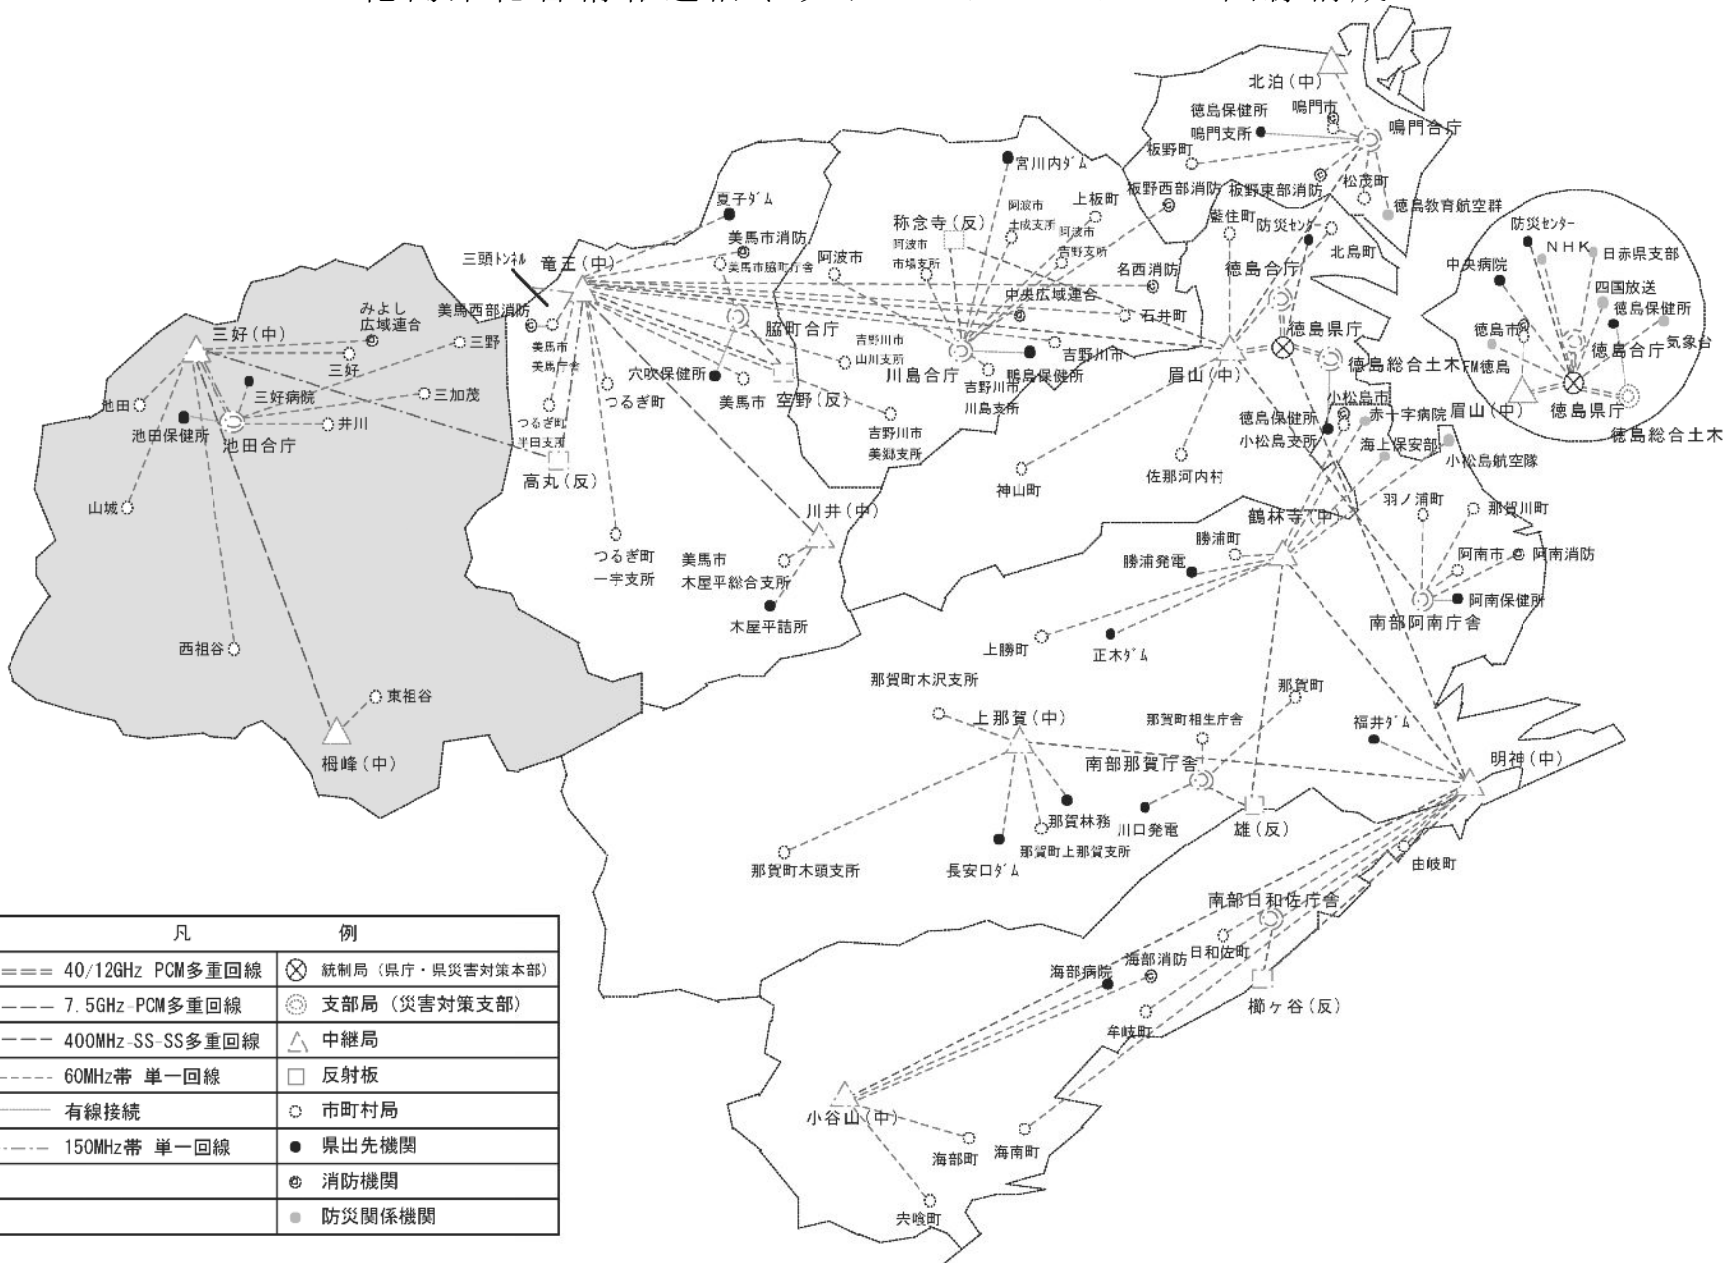 北泊(中)
徳島保健所
鳴門支所
鳴門市
鳴門合庁
板野町
宮川内ダム
板野西部消防
板野東部消防
松茂町
徳島教育航空群
夏子ダム
称念寺(反)
阿波市
土成支所
上板町
藍住町
防災センター
北島町
三頭トンネル
竜王(中)
美馬市消防
美馬市脇町庁舎
阿波市
阿波市
市場支所
阿波市
吉野支所
名西消防
徳島合庁
防災センター
NHK
日赤県支部
中央病院
四国放送
徳島保健所
徳島市
徳島合庁
気象台
FM徳島
眉山(中)
徳島県庁
徳島総合土木
三好(中)
みよし
広域連合
美馬西部消防
三野
三好
美馬市
美馬庁舎
脇町合庁
中央広域連合
石井町
徳島県庁
徳島総合土木
吉野川市
山川支所
川島合庁
吉野川市
鴨島保健所
吉野川市
川島支所
眉山(中)
池田
三好病院
三加茂
池田保健所
井川
池田合庁
穴吹保健所
つるぎ町
美馬市
空野(反)
つるぎ町
半田支所
吉野川市
美郷支所
高丸(反)
小松島市
徳島保健所
小松島支所
赤十字病院
海上保安部
小松島航空隊
神山町
佐那河内村
山城
川井(中)
鶴林寺(中)
羽ノ浦町
那賀川町
つるぎ町
一宇支所
美馬市
木屋平総合支所
木屋平詰所
勝浦町
勝浦発電
阿南市
阿南消防
阿南保健所
南部阿南庁舎
西祖谷
上勝町
正木ダム
東祖谷
栂峰(中)
那賀町木沢支所
上那賀(中)
那賀町
那賀町相生庁舎
福井ダム
南部那賀庁舎
明神(中)
那賀林務
川口発電
雄(反)
那賀町木頭支所
長安口ダム
那賀町上那賀支所
由岐町
南部日和佐庁舎
日和佐町
海部病院
海部消防
櫛ヶ谷(反)
牟岐町
小谷山(中)
海部町
海南町
宍喰町
凡 例
40/12GHz PCM多重回線
統制局(県庁・県災害対策本部)
7.5GHz-PCM多重回線
支部局(災害対策支部)
400MHz-SS-SS多重回線
中継局
60MHz帯 単一回線
反射板
有線接続
市町村局
150MHz帯 単一回線
県出先機関
消防機関
防災関係機関